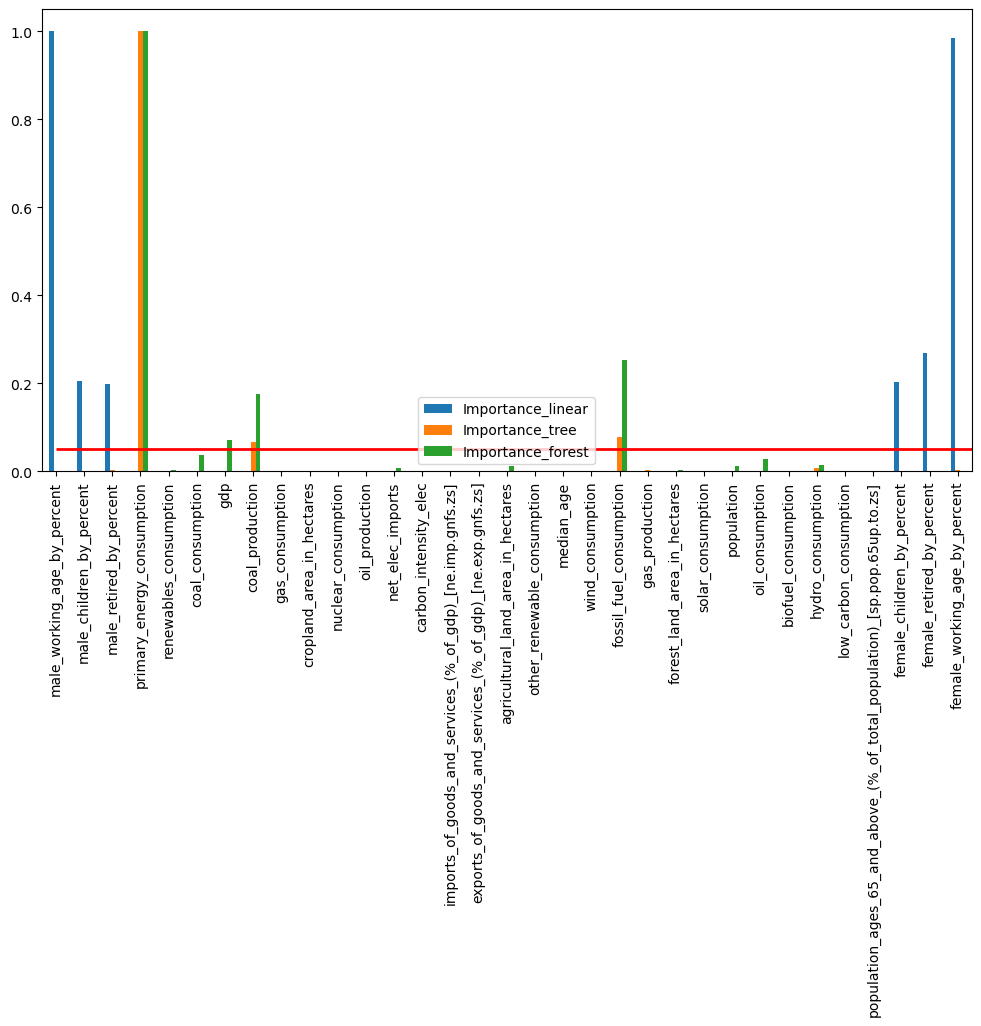 1.0
0.8
0.6
0.4
0.2
0.0
Importance_linear
Importance_tree
Importance_forest
male_working_age_by_percent
male_children_by_percent
male_retired_by_percent
primary_energy_consumption
renewables_consumption
coal_consumption
gdp
coal_production
gas_consumption
cropland_area_in_hectares
nuclear_consumption
oil_production
net_elec_imports
carbon_intensity_elec
imports_of_goods_and_services_(%_of_gdp)_[ne.imp.gnfs.zs]
exports_of_goods_and_services_(%_of_gdp)_[ne.exp.gnfs.zs]
agricultural_land_area_in_hectares
other_renewable_consumption
median_age
wind_consumption
fossil_fuel_consumption
gas_production
forest_land_area_in_hectares
solar_consumption
population
oil_consumption
biofuel_consumption
hydro_consumption
low_carbon_consumption
population_ages_65_and_above_(%_of_total_population)_[sp.pop.65up.to.zs]
female_children_by_percent
female_retired_by_percent
female_working_age_by_percent